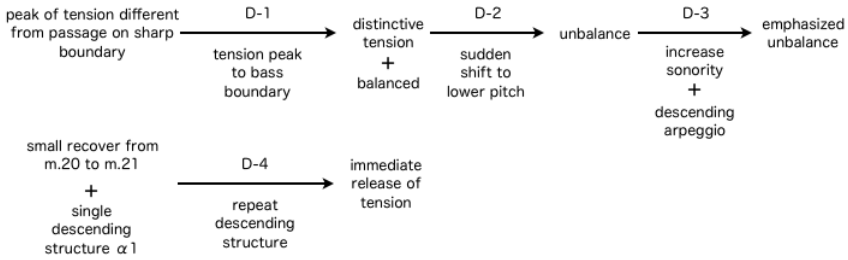 peak of tension different
from passage on sharp
boundary
D-1
tension peak
to bass
boundary
distinctive
tension
+
balanced
D-2
sudden
shift to
lower pitch
unbalance
D-3
increase
sonority
+
descending
arpeggio
emphasized
unbalance
small recover from
m.20 to m.21
+
single
descending
structure α1
D-4
repeat
descending
structure
immediate
release of
tension